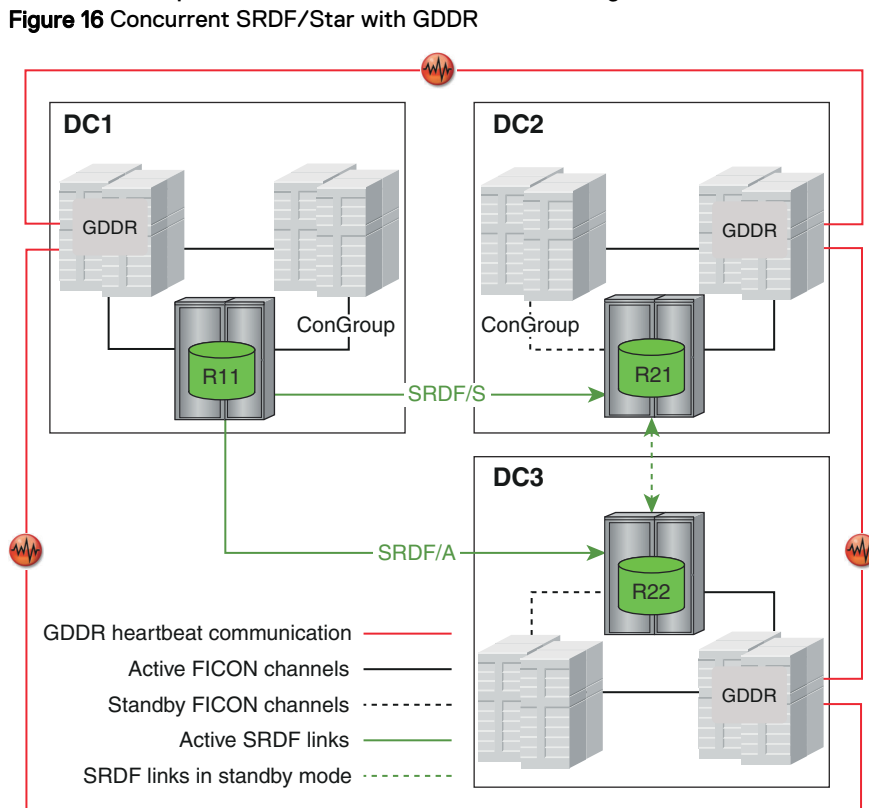 Figure 16 Concurrent SRDF/Star with GDDR
DC1
DC2
GDDR
GDDR
ConGroup
ConGroup
R11
R21
SRDF/S
DC3
SRDF/A
R22
GDDR heartbeat communication
Active FICON channels
Standby FICON channels
Active SRDF links
SRDF links in standby mode
GDDR